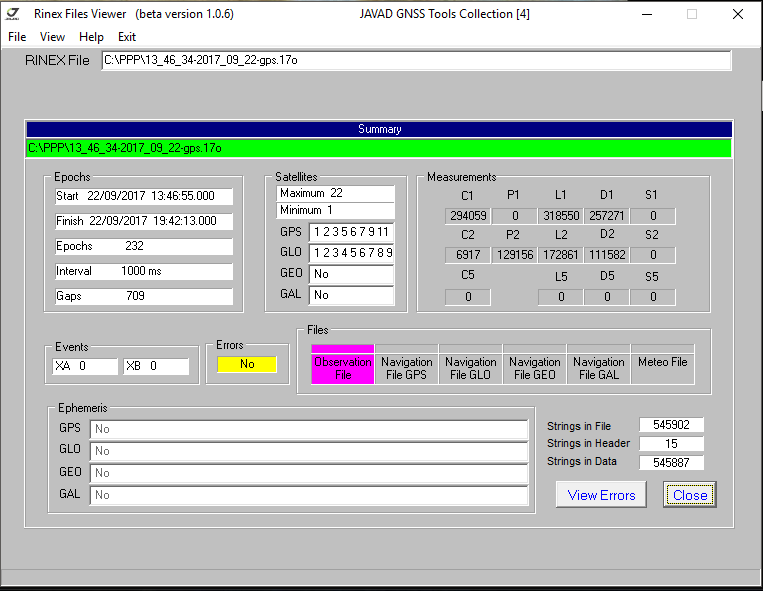 Rinex Files Viewer (beta version 1.0.6) JAVAD GNSS Tools Collection [4]
File View Help Exit
RINEX File C:\PPP\13_46_34-2017_09_22-gps.17o
Summary
C:\PPP\13_46_34-2017_09_22-gps.17o
Epochs
Start 22/09/2017 13:46:55.000
Finish 22/09/2017 19:42:13.000
Epochs 232
Interval 1000 ms
Gaps 709
Satellites
Maximum 22
Minimum 1
GPS 1 2 3 5 6 7 9 11
GLO 1 2 3 4 5 6 7 8 9
GEO No
GAL No
Measurements
C1 P1 L1 D1 S1
294059 0 318550 257271 0
C2 P2 L2 D2 S2
6917 129156 172861 111582 0
C5 L5 D5 S5
0 0 0 0
Events
XA 0 XB 0
Errors
No
Files
Observation File
Navigation File GPS
Navigation File GLO
Navigation File GEO
Navigation File GAL
Meteo File
Ephemeris
GPS No
GLO No
GEO No
GAL No
Strings in File 545902
Strings in Header 15
Strings in Data 545887
View Errors Close